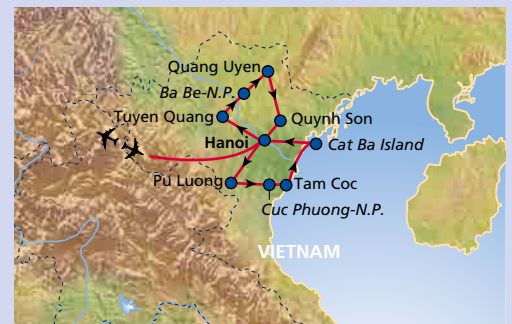 Quang Uyen
Ba Be-N.P.
Tuyen Quang
Quynh Son
Hanoi
Cat Ba Island
Pu Luong
Tam Coc
Cuc Phuong-N.P.
VIETNAM